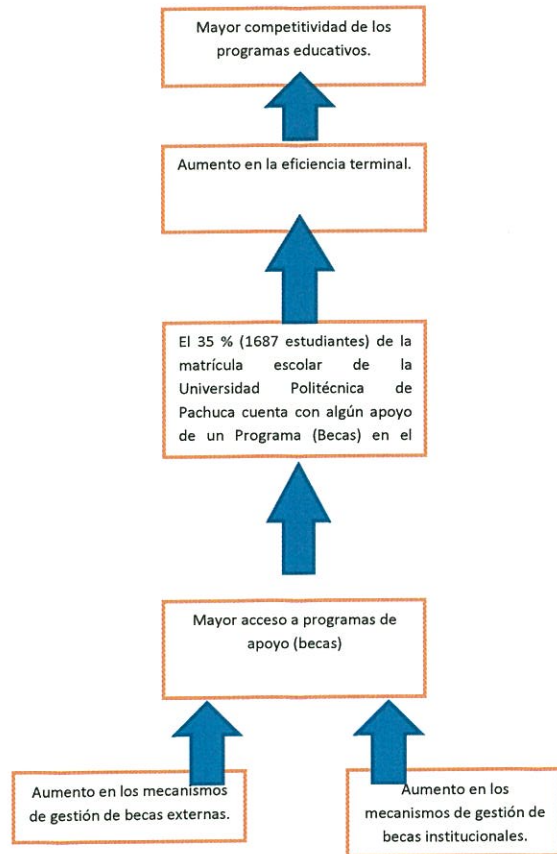 Mayor competitividad de los
programas educativos.
Aumento en la eficiencia terminal.
El 35 % (1687 estudiantes) de la
matrícula escolar de la
Universidad Politécnica de
Pachuca cuenta con algún apoyo
de un Programa (Becas) en el
Mayor acceso a programas de
apoyo (becas)
Aumento en los mecanismos
de gestión de becas externas.
Aumento en los
mecanismos de gestión de
becas institucionales.